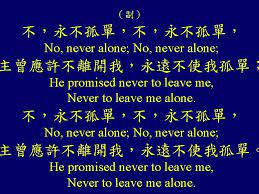 （副）
不，永不孤單，不，永不孤單，
No, never alone; No, never alone;
主曾應許不離開我，永遠不使我孤單；
He promised never to leave me,
Never to leave me alone.
不，永不孤單，不，永不孤單，
No, never alone; No, never alone;
主曾應許不離開我，永遠不使我孤單。
He promised never to leave me,
Never to leave me alone.